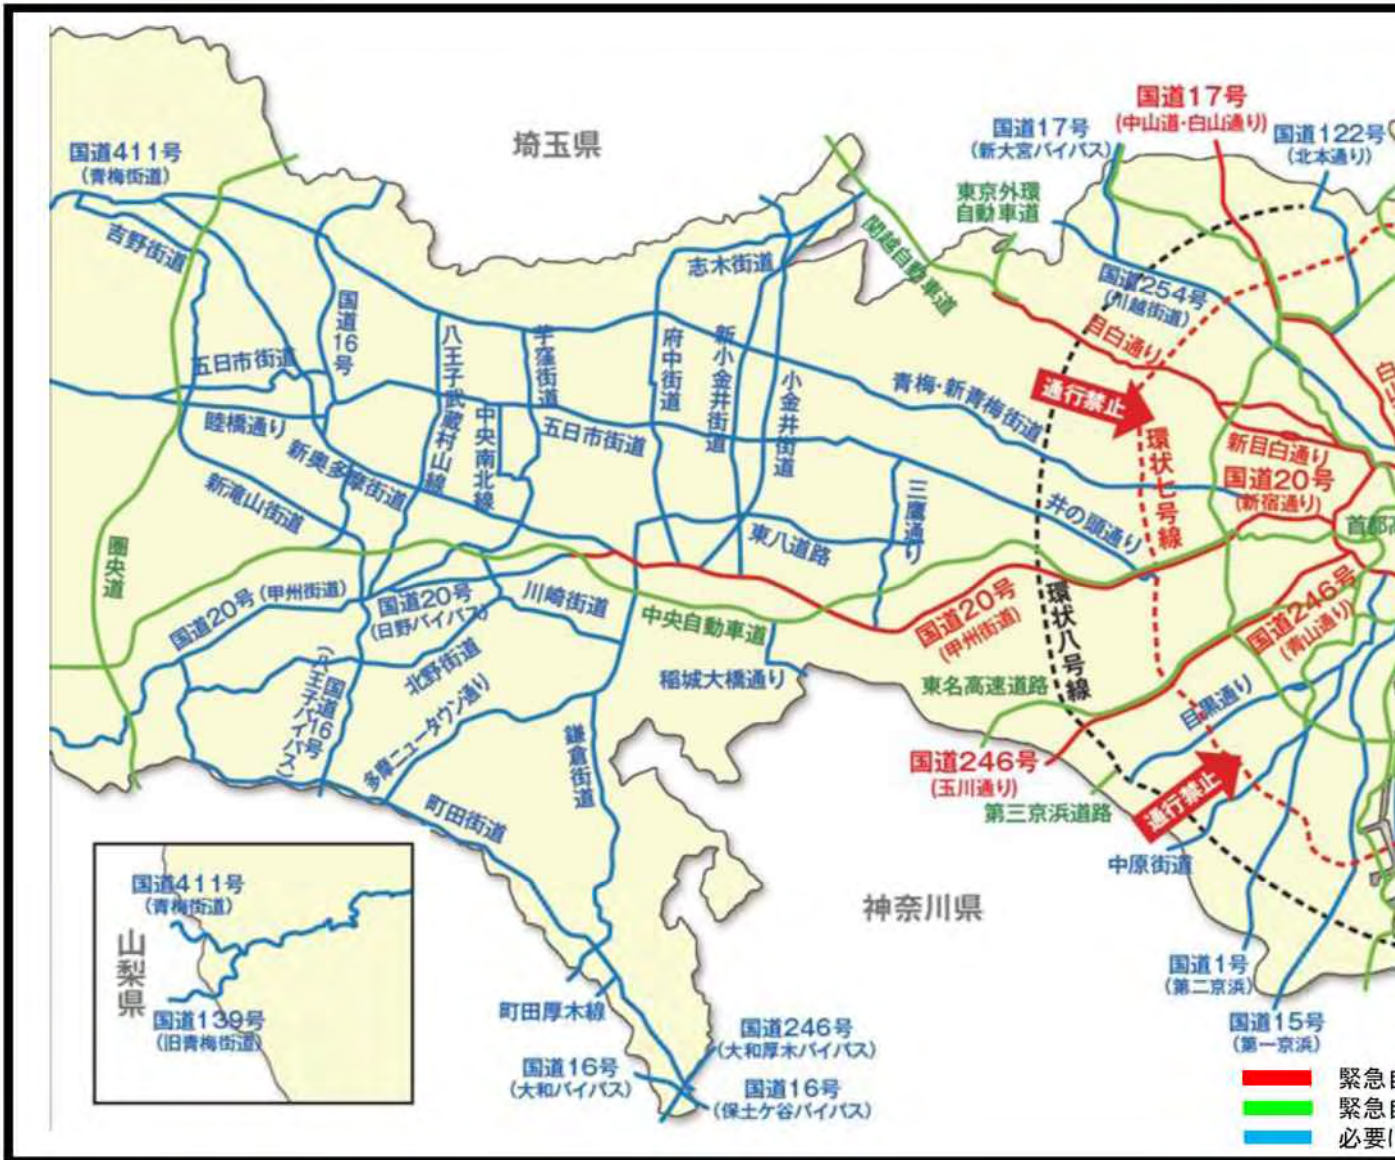 国道17号
(中山道・白山通り)
国道17号
(新大宮バイパス)
国道122号
(北本通り)
国道411号
(青梅街道)
埼玉県
東京外環
自動車道
吉野街道
関越自動車道
志木街道
国道254号
(川越街道)
国道16号
五日市街道
八王子武蔵村山線
芋窪街道
府中街道
新小金井街道
小金井街道
目白通り
通行禁止
青梅・新青梅街道
睦橋通り
中央南北線
五日市街道
新奥多摩街道
新滝山街道
環状七号線
新目白通り
国道20号
(新宿通り)
三鷹通り
井の頭通り
東八道路
首都高
圏央道
国道20号(甲州街道)
国道20号
(日野バイパス)
川崎街道
中央自動車道
国道20号
(甲州街道)
環状八号線
国道246号
(青山通り)
北野街道
国道16号
(八王子バイパス)
多摩ニュータウン通り
稲城大橋通り
東名高速道路
目黒通り
鎌倉街道
国道246号
(玉川通り)
第三京浜道路
通行禁止
町田街道
中原街道
国道411号
(青梅街道)
山梨県
国道139号
(旧青梅街道)
神奈川県
国道1号
(第二京浜)
町田厚木線
国道15号
(第一京浜)
国道246号
(大和厚木バイパス)
国道16号
(大和バイパス)
国道16号
(保土ケ谷バイパス)
緊急自
緊急自
必要に